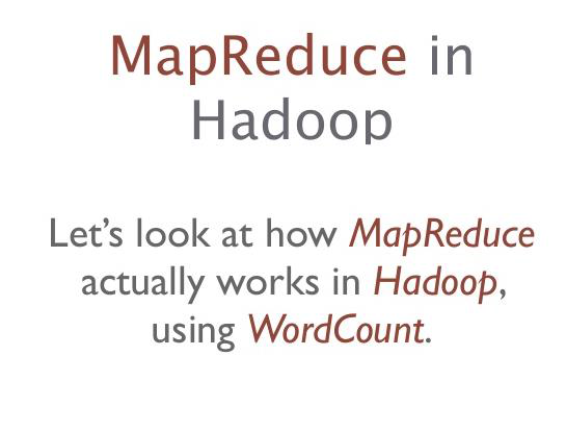 MapReduce in
Hadoop
Let’s look at how MapReduce
actually works in Hadoop,
using WordCount.